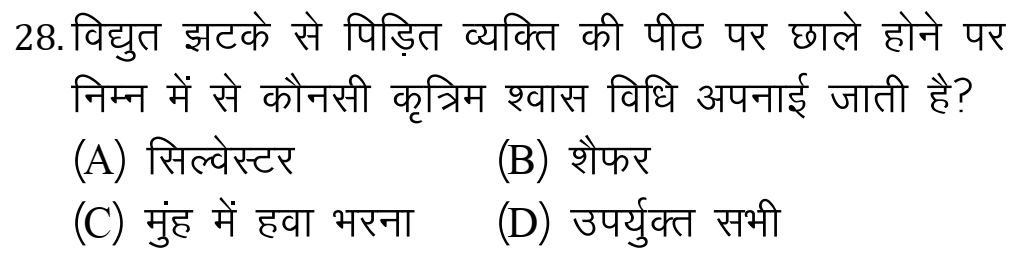 28. विद्युत झटके से पिड़ित व्यक्ति की पीठ पर छाले होने पर
निम्न में से कौनसी कृत्रिम श्वास विधि अपनाई जाती है?
(A) सिल्वेस्टर (B) शैफर
(C) मुंह में हवा भरना (D) उपर्युक्त सभी